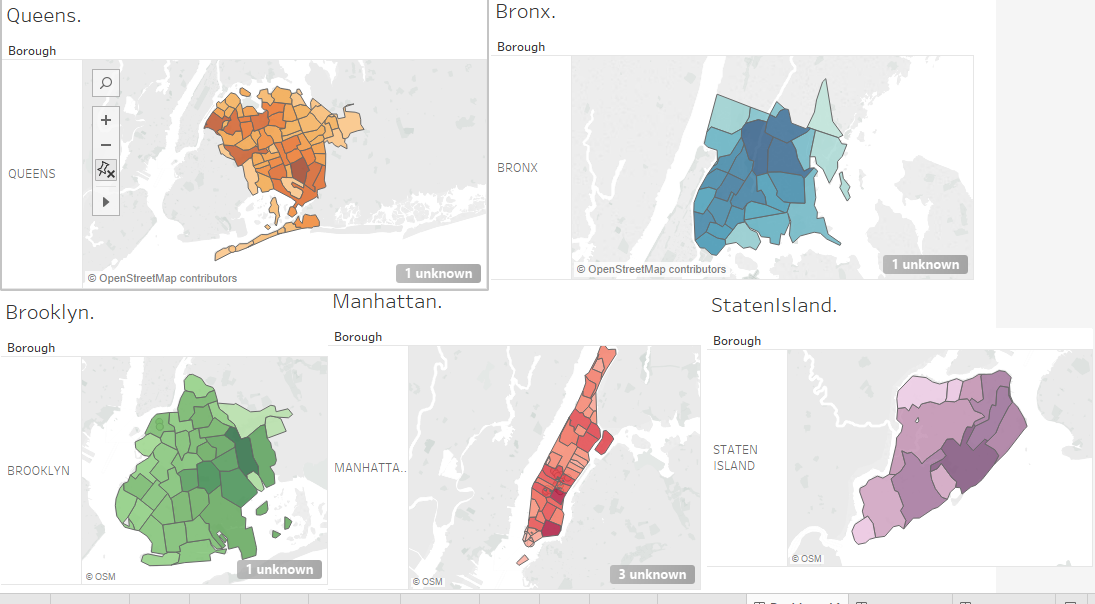 Queens.
Borough
QUEENS
© OpenStreetMap contributors
1 unknown
Bronx.
Borough
BRONX
© OpenStreetMap contributors
1 unknown
Brooklyn.
Borough
BROOKLYN
8
© OSM
1 unknown
Manhattan.
Borough
MANHATTA..
© OSM
3 unknown
StatenIsland.
Borough
STATEN
ISLAND
© OSM